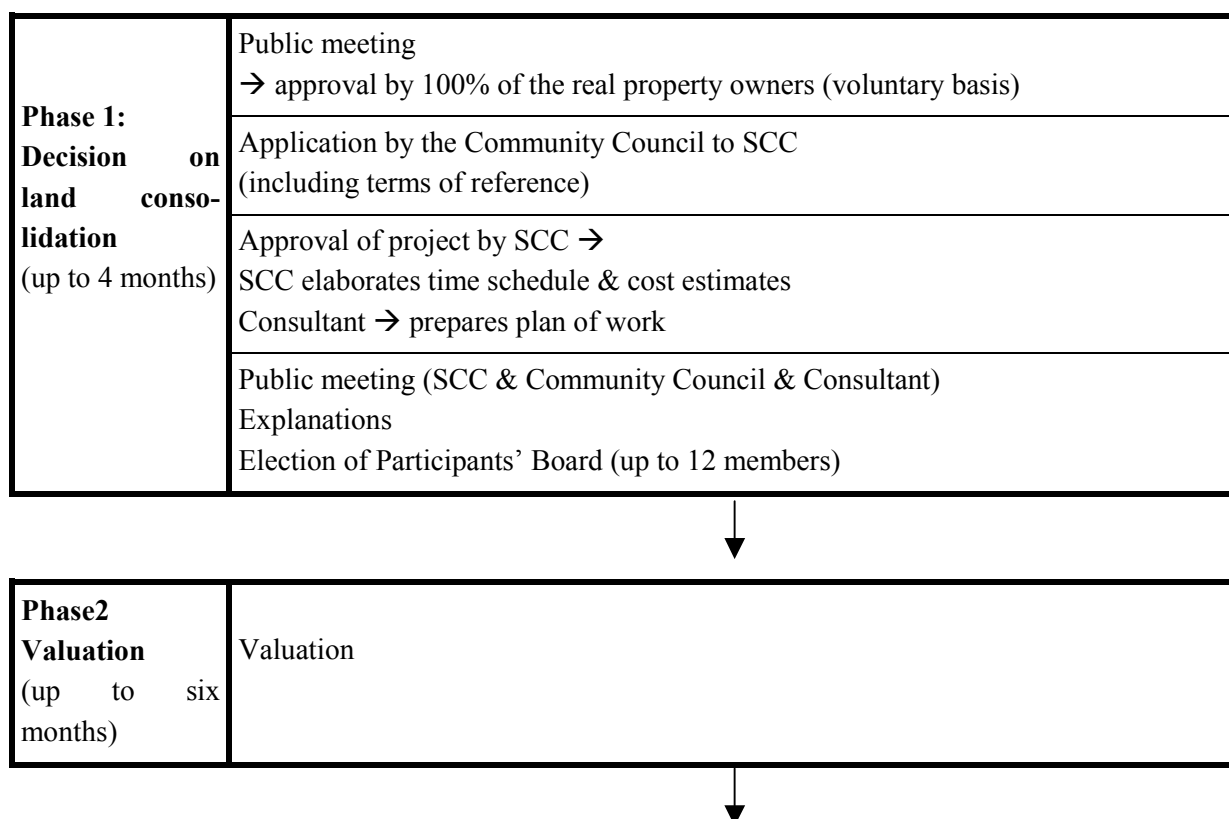 Phase 1:
Decision on
land conso-
lidation
(up to 4 months)
Public meeting
→ approval by 100% of the real property owners (voluntary basis)
Application by the Community Council to SCC
(including terms of reference)
Approval of project by SCC →
SCC elaborates time schedule & cost estimates
Consultant → prepares plan of work
Public meeting (SCC & Community Council & Consultant)
Explanations
Election of Participants’ Board (up to 12 members)
Phase2
Valuation
(up to six
months)
Valuation